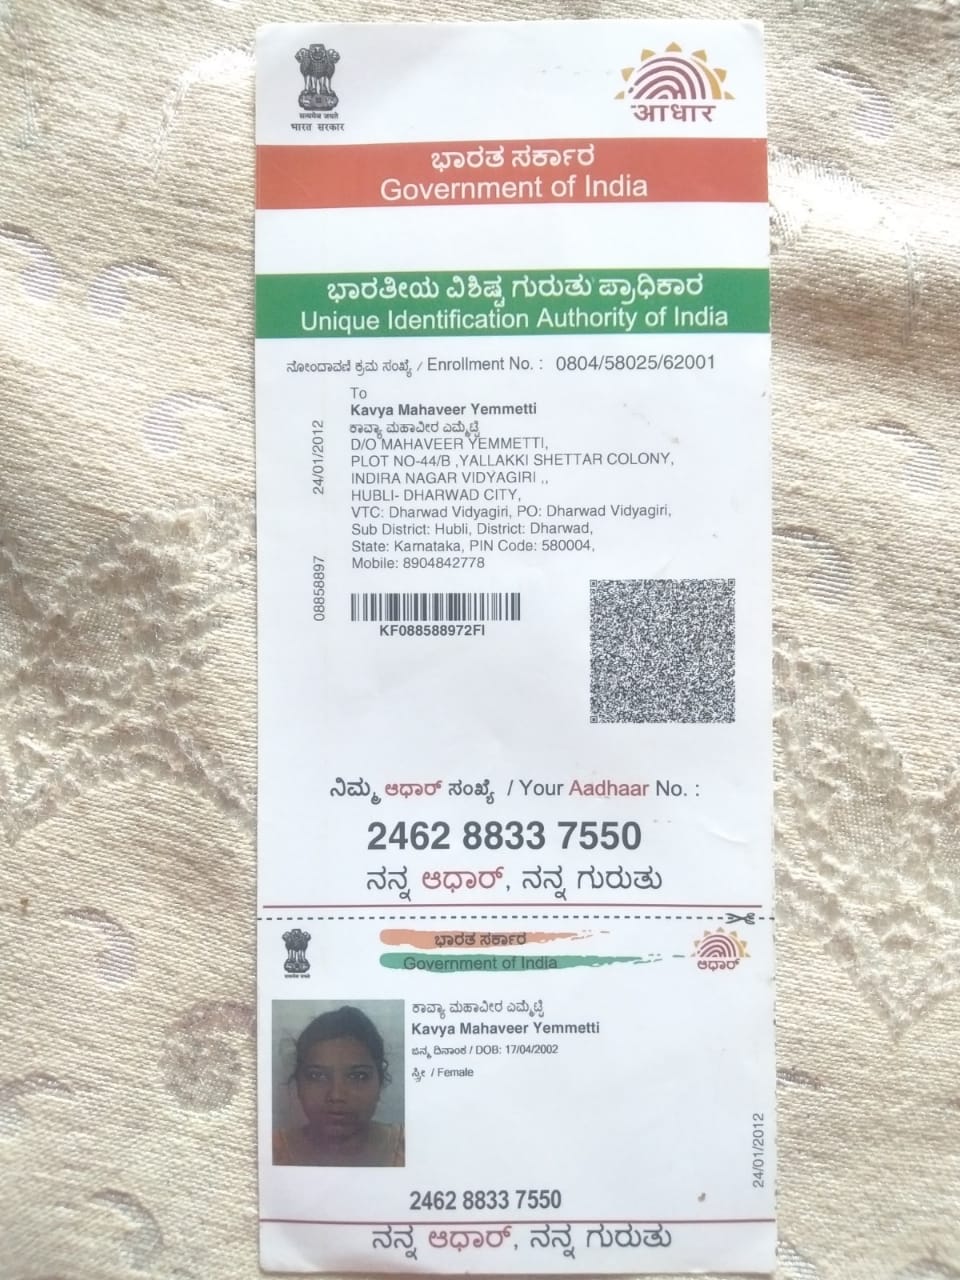 सत्यमेव जयते
भारत सरकार
आधार
ಭಾರತ ಸರ್ಕಾರ
Government of India
ಭಾರತೀಯ ವಿಶಿಷ್ಟ ಗುರುತು ಪ್ರಾಧಿಕಾರ
Unique Identification Authority of India
ನೋಂದಾವಣೆ ಕ್ರಮ ಸಂಖ್ಯೆ / Enrollment No. : 0804/58025/62001
24/01/2012
08858897
To
Kavya Mahaveer Yemmetti
ಕಾವ್ಯಾ ಮಹಾವೀರ ಎಮ್ಮೆಟ್ಟಿ
D/O MAHAVEER YEMMETTI,
PLOT NO-44/B ,YALLAKKI SHETTAR COLONY,
INDIRA NAGAR VIDYAGIRI ,,
HUBLI- DHARWAD CITY,
VTC: Dharwad Vidyagiri, PO: Dharwad Vidyagiri,
Sub District: Hubli, District: Dharwad,
State: Karnataka, PIN Code: 580004,
Mobile: 8904842778
KF088588972FI
ನಿಮ್ಮ ಆಧಾರ್ ಸಂಖ್ಯೆ / Your Aadhaar No. :
2462 8833 7550
ನನ್ನ ಆಧಾರ್, ನನ್ನ ಗುರುತು
ಭಾರತ ಸರ್ಕಾರ
Government of India
ಆಧಾರ್
ಕಾವ್ಯಾ ಮಹಾವೀರ ಎಮ್ಮೆಟ್ಟಿ
Kavya Mahaveer Yemmetti
ಜನ್ಮ ದಿನಾಂಕ / DOB: 17/04/2002
ಸ್ತ್ರೀ / Female
24/01/2012
2462 8833 7550
ನನ್ನ ಆಧಾರ್, ನನ್ನ ಗುರುತು